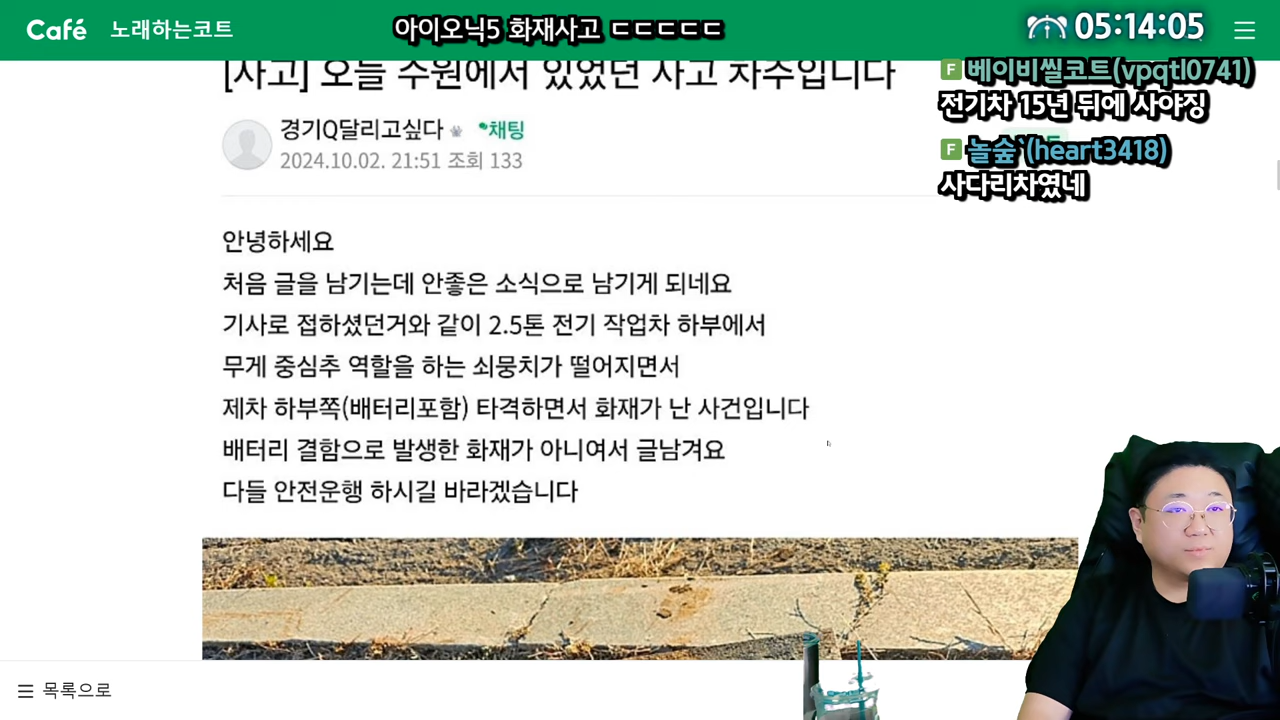 Café 노래하는코트
아이오닉5 화재사고 ㄷㄷㄷㄷㄷ
05:14:05
[사고] 오늘 수원에서 있었던 사고 차주입니다
경기Q달리고싶다 채팅
2024.10.02. 21:51 조회 133
F 베이비씰코트(vpqtl0741)
전기차 15년 뒤에 사야징
F 놀숲`(heart3418)
사다리차였네
안녕하세요
처음 글을 남기는데 안좋은 소식으로 남기게 되네요
기사로 접하셨던거와 같이 2.5톤 전기 작업차 하부에서
무게 중심추 역할을 하는 쇠뭉치가 떨어지면서
제차 하부쪽(배터리포함) 타격하면서 화재가 난 사건입니다
배터리 결함으로 발생한 화재가 아니여서 글남겨요
다들 안전운행 하시길 바라겠습니다
목록으로